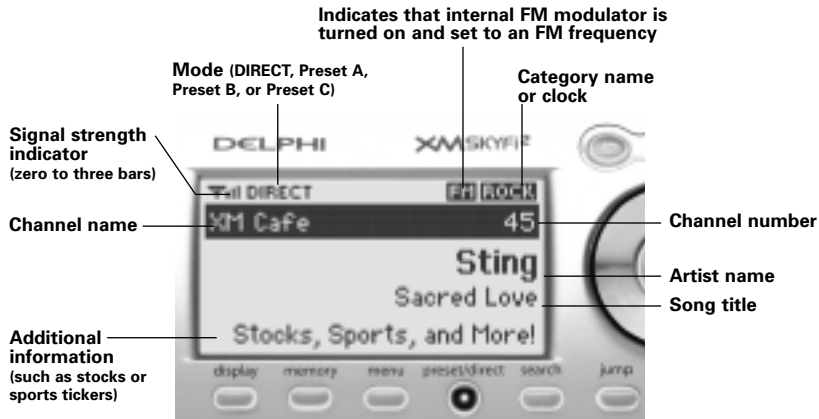 Indicates that internal FM modulator is
turned on and set to an FM frequency
Mode (DIRECT, Preset A,
Preset B, or Preset C)
Category name
or clock
Signal strength
indicator
(zero to three bars)
DELPHI
XMSKYFi2
DIRECT
FM ROCK
Channel name
XM Cafe
45
Channel number
Sting
Artist name
Sacred Love
Song title
Additional
information
(such as stocks or
sports tickers)
Stocks, Sports, and More!
display
memory
menu
preset/direct
search
jump